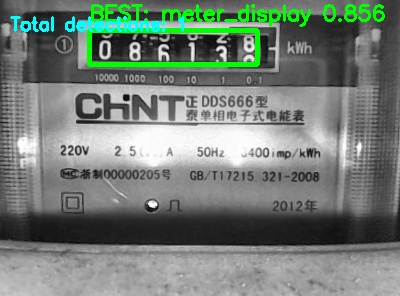 BEST: meter_display 0.856
Total detections: 1
① 0 8 6 1 3 8 kWh
10000 1000 100 10 1 0.1
CHNT 正 DDS666型
泰 单相电子式电能表
220V 2.5( )A 50Hz 3400imp/kWh
MC 浙制00000205号 GB/T17215 321-2008
2012年